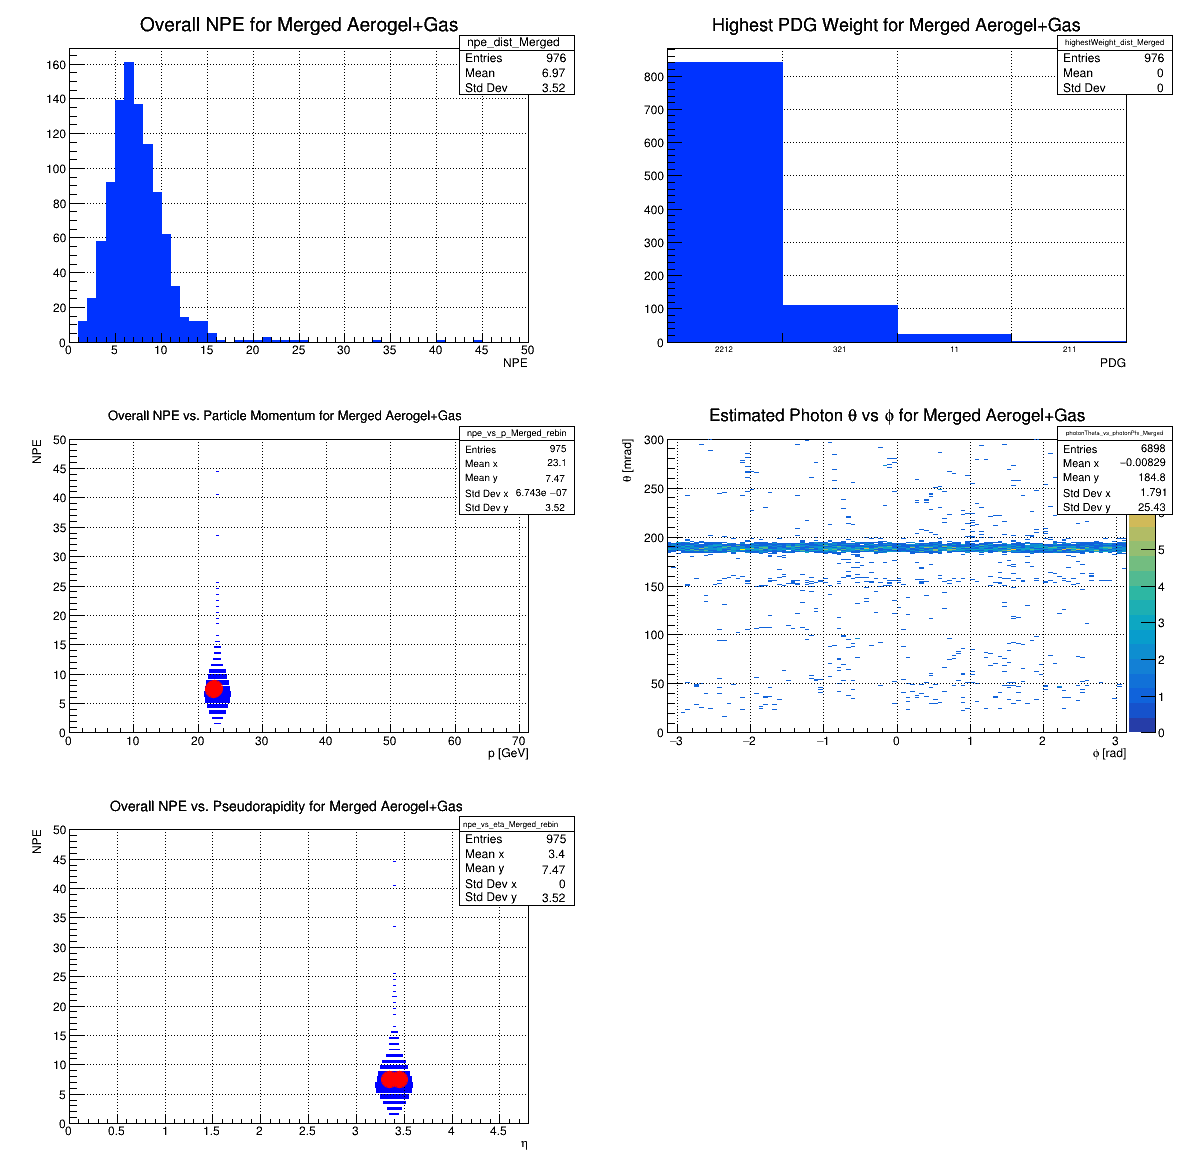 Overall NPE for Merged Aerogel+Gas
npe_dist_Merged
Entries 976
Mean 6.97
Std Dev 3.52
160
140
120
100
80
60
40
20
0
0 5 10 15 20 25 30 35 40 45 50
NPE
Highest PDG Weight for Merged Aerogel+Gas
highestWeight_dist_Merged
Entries 976
Mean 0
Std Dev 0
800
700
600
500
400
300
200
100
0
2212 321 11 211
PDG
Overall NPE vs. Particle Momentum for Merged Aerogel+Gas
npe_vs_p_Merged_rebin
Entries 975
Mean x 23.1
Mean y 7.47
Std Dev x 6.743e −07
Std Dev y 3.52
NPE
50
45
40
35
30
25
20
15
10
5
0
0 10 20 30 40 50 60 70
p [GeV]
Estimated Photon θ vs ϕ for Merged Aerogel+Gas
photonTheta_vs_photonPhi_Merged
Entries 6898
Mean x −0.00829
Mean y 184.8
Std Dev x 1.791
Std Dev y 25.43
θ [mrad]
300
250
200
150
100
50
0
−3 −2 −1 0 1 2 3
ϕ [rad]
5
4
3
2
1
0
Overall NPE vs. Pseudorapidity for Merged Aerogel+Gas
npe_vs_eta_Merged_rebin
Entries 975
Mean x 3.4
Mean y 7.47
Std Dev x 0
Std Dev y 3.52
NPE
50
45
40
35
30
25
20
15
10
5
0
0 0.5 1 1.5 2 2.5 3 3.5 4 4.5
η